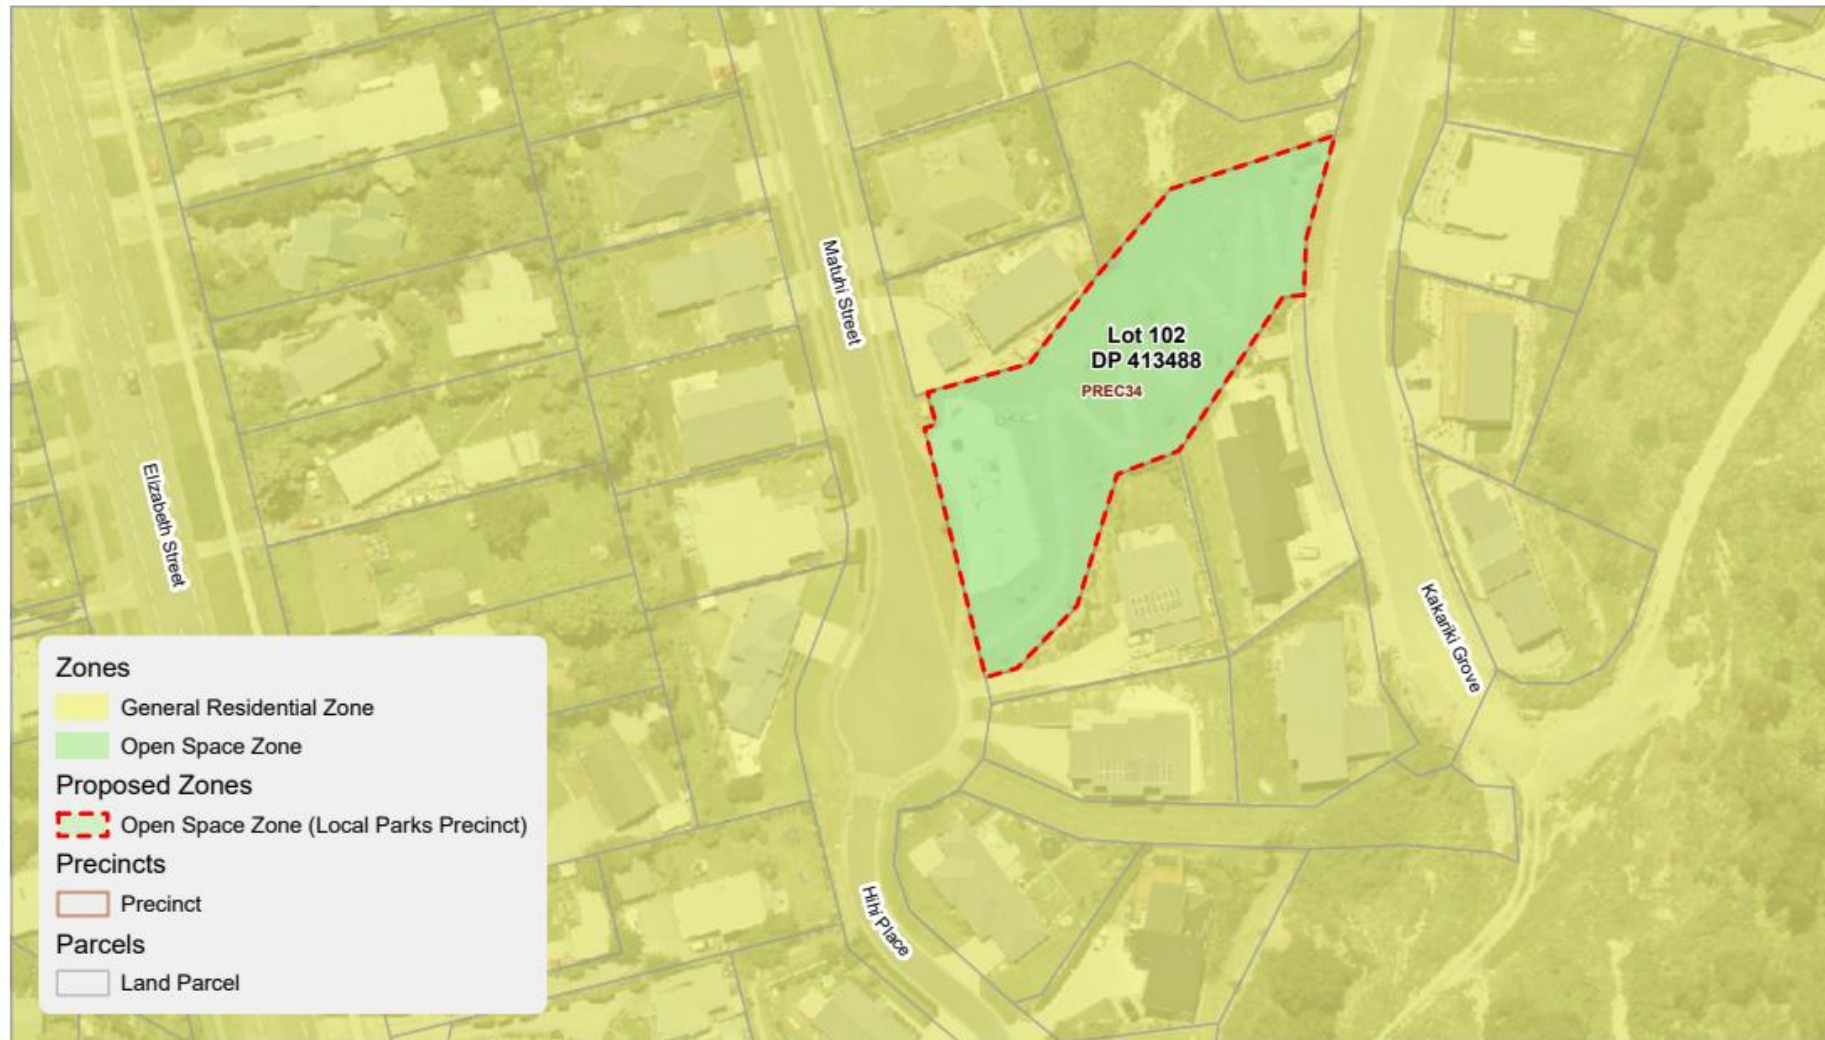 Matuhi Street
Lot 102
DP 413488
PREC34
Elizabeth Street
Kakariki Grove
Hihi Place
Zones
General Residential Zone
Open Space Zone
Proposed Zones
Open Space Zone (Local Parks Precinct)
Precincts
Precinct
Parcels
Land Parcel